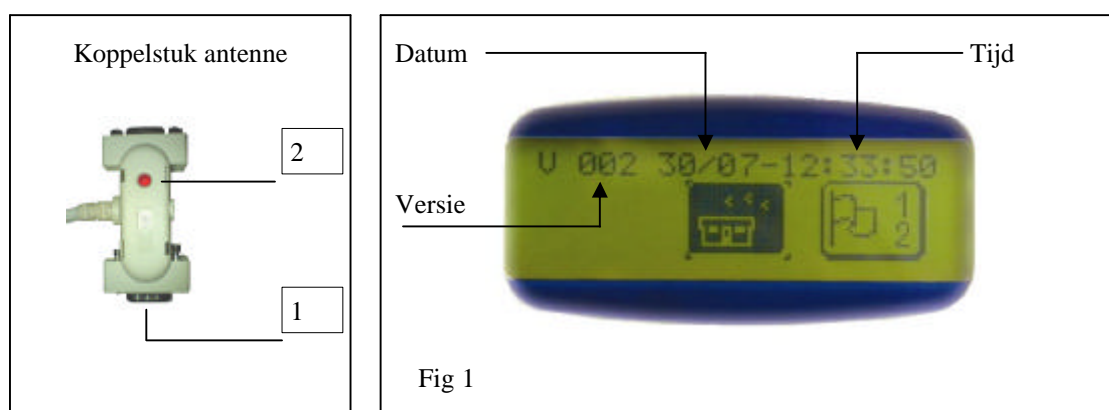 Koppelstuk antenne
2
1
Datum
Tijd
V 002 30/07-12:33:50
Versie
1
2
Fig 1